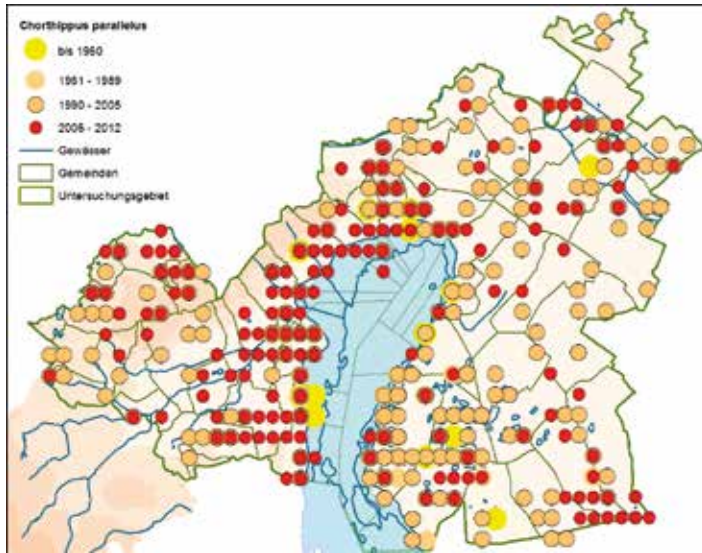 Chorthippus parallelus
bis 1960
1961 - 1989
1990 - 2005
2006 - 2012
Gewässer
Gemeinden
Untersuchungsgebiet